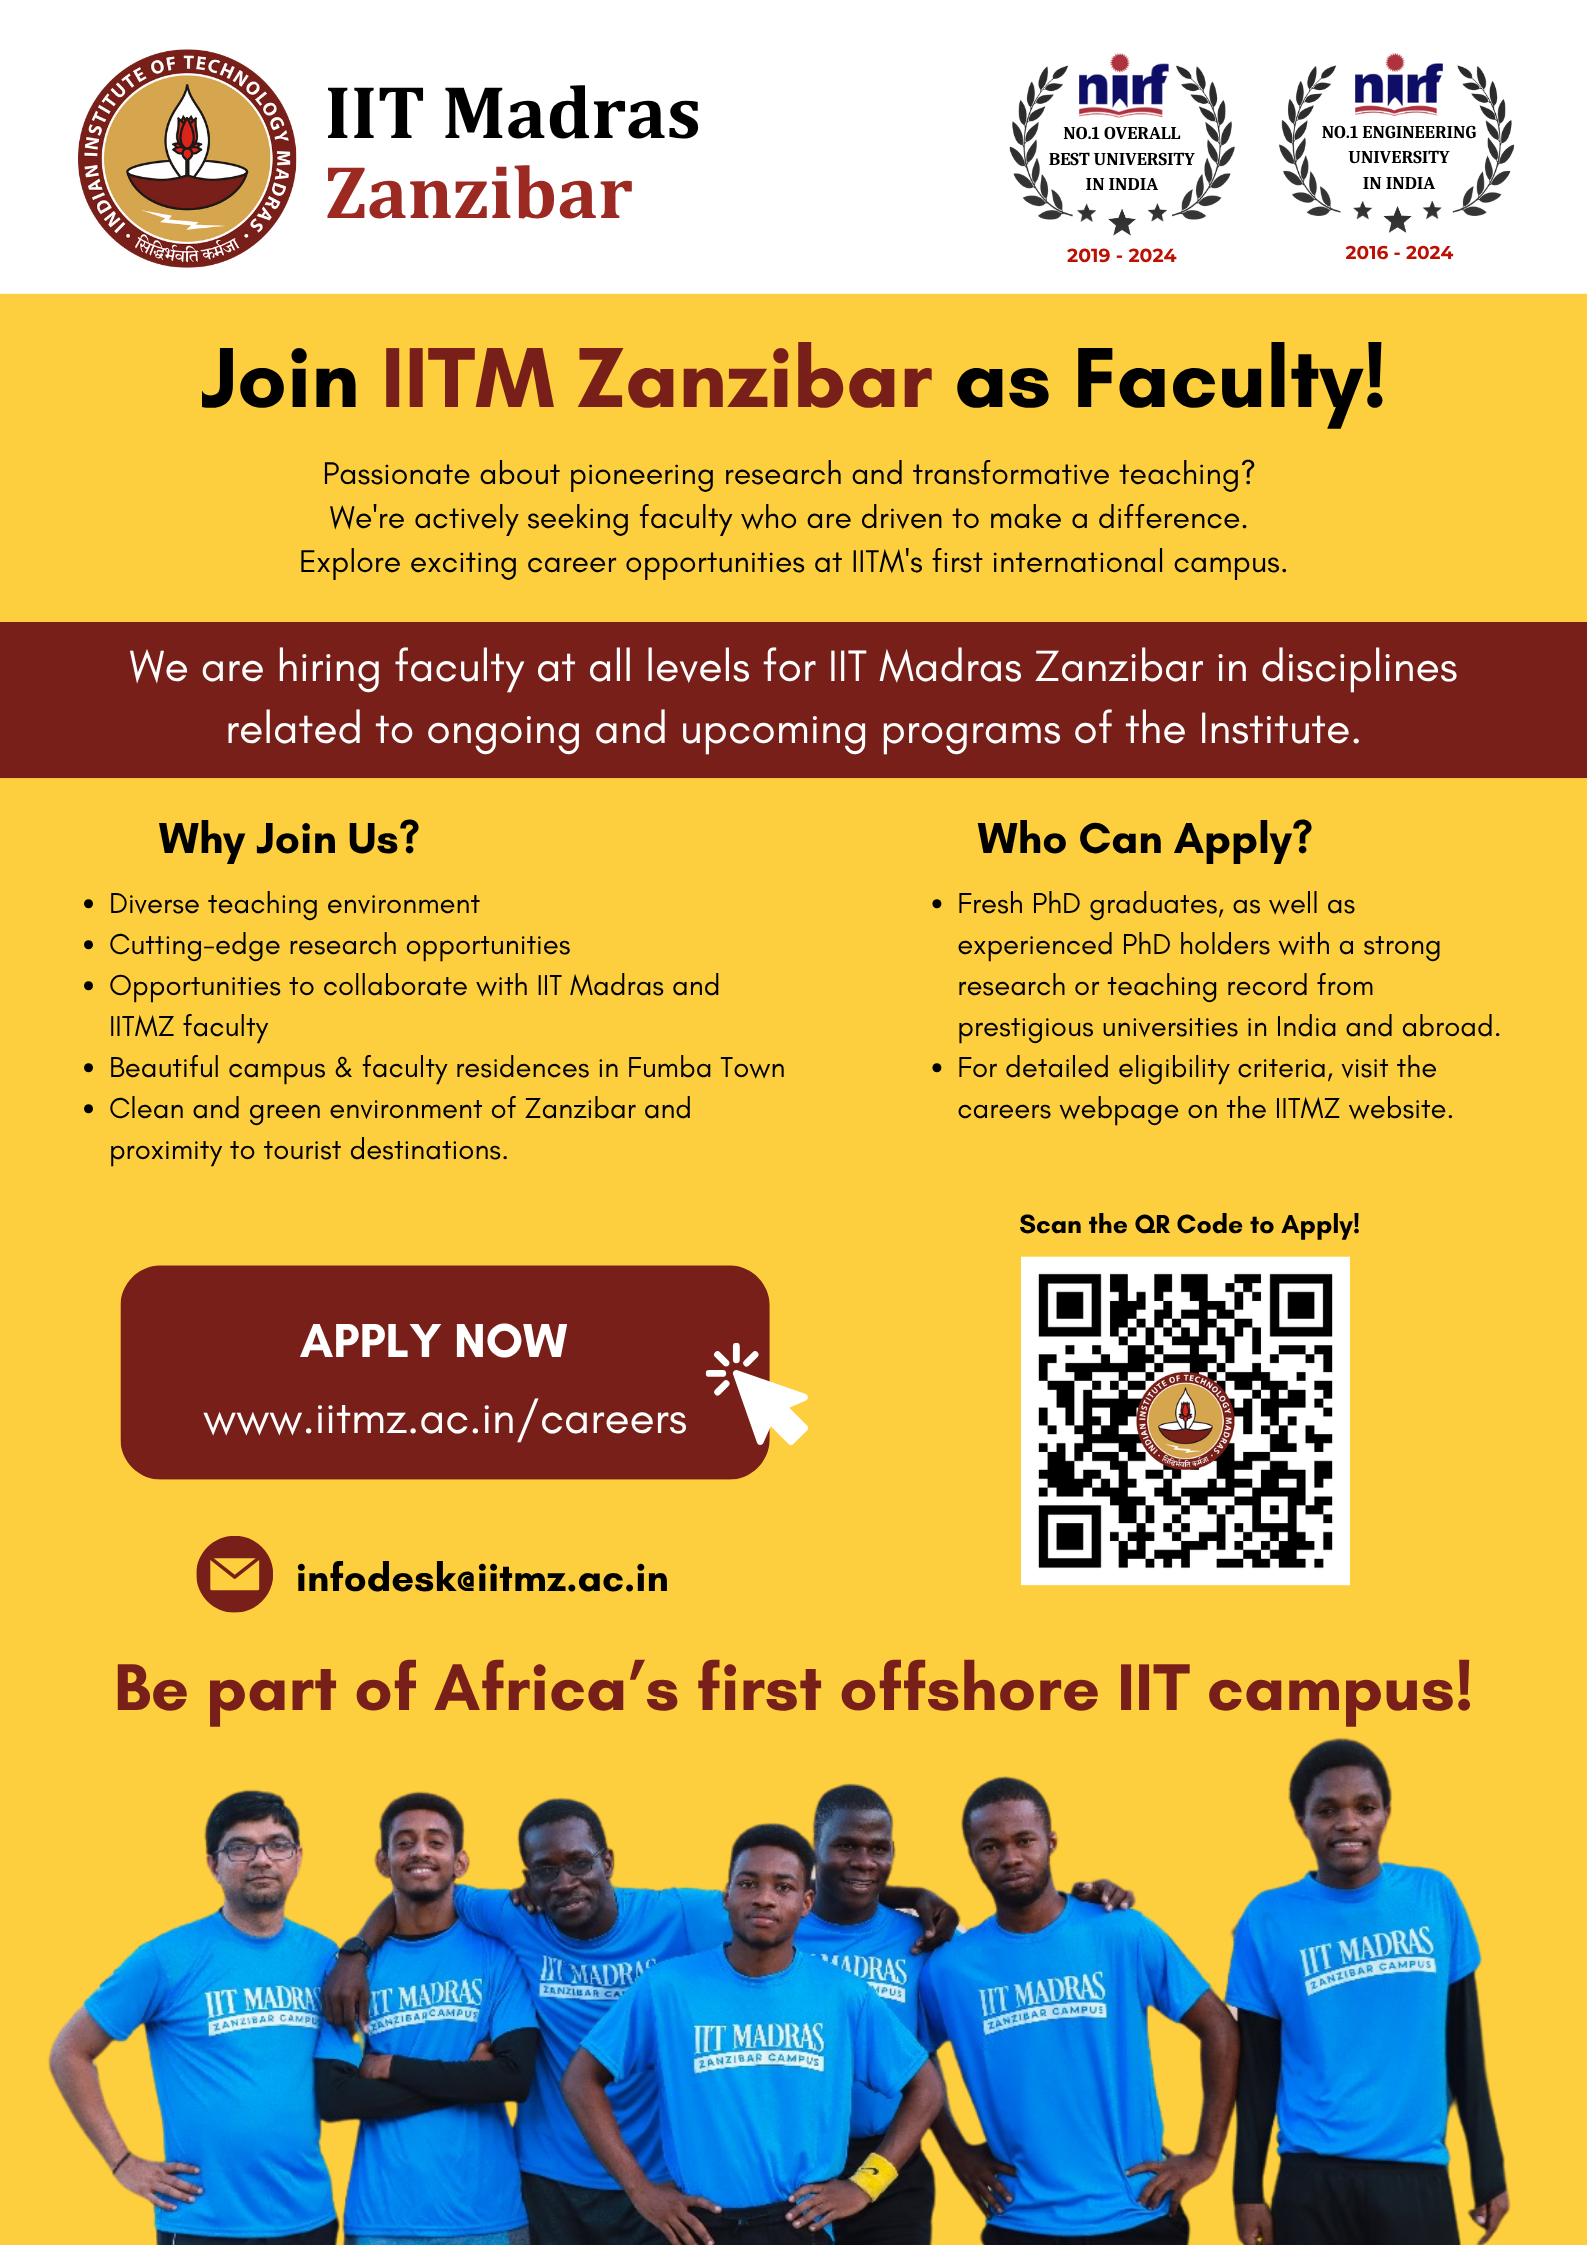 INDIAN INSTITUTE OF TECHNOLOGY MADRAS
सिद्धिर्भवति कर्मजा
IIT Madras
Zanzibar
nirf
NO.1 OVERALL
BEST UNIVERSITY
IN INDIA
2019 - 2024
nirf
NO.1 ENGINEERING
UNIVERSITY
IN INDIA
2016 - 2024
Join IITM Zanzibar as Faculty!
Passionate about pioneering research and transformative teaching?
We're actively seeking faculty who are driven to make a difference.
Explore exciting career opportunities at IITM's first international campus.
We are hiring faculty at all levels for IIT Madras Zanzibar in disciplines
related to ongoing and upcoming programs of the Institute.
Why Join Us?
• Diverse teaching environment
• Cutting-edge research opportunities
• Opportunities to collaborate with IIT Madras and
IITMZ faculty
• Beautiful campus & faculty residences in Fumba Town
• Clean and green environment of Zanzibar and
proximity to tourist destinations.
Who Can Apply?
• Fresh PhD graduates, as well as
experienced PhD holders with a strong
research or teaching record from
prestigious universities in India and abroad.
• For detailed eligibility criteria, visit the
careers webpage on the IITMZ website.
Scan the QR Code to Apply!
INDIAN INSTITUTE OF TECHNOLOGY MADRAS
सिद्धिर्भवति कर्मजा
APPLY NOW
www.iitmz.ac.in/careers
infodesk@iitmz.ac.in
Be part of Africa’s first offshore IIT campus!
IIT MADRAS
ZANZIBAR CAMPUS
IIT MADRAS
ZANZIBAR CAMPUS
IIT MADRAS
ZANZIBAR CA
IIT MADRAS
ZANZIBAR CAMPUS
MADRAS
MPUS
IIT MADRAS
ZANZIBAR CAMPUS
IIT MADRAS
ZANZIBAR CAMPUS